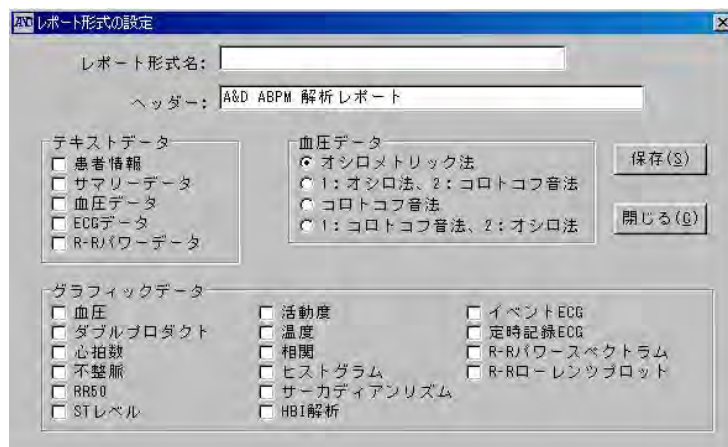 A&D レポート形式の設定
レポート形式名:
ヘッダー: A&D ABPM 解析レポート
テキストデータ
患者情報
サマリーデータ
血圧データ
ECGデータ
R-Rパワーデータ
血圧データ
オシロメトリック法
1:オシロ法、2:コロトコフ音法
コロトコフ音法
1:コロトコフ音法、2:オシロ法
保存(S)
閉じる(C)
グラフィックデータ
血圧
ダブルプロダクト
心拍数
不整脈
RR50
STレベル
活動度
温度
相関
ヒストグラム
サーカディアンリズム
HBI解析
イベントECG
定時記録ECG
R-Rパワースペクトラム
R-Rローレンツプロット